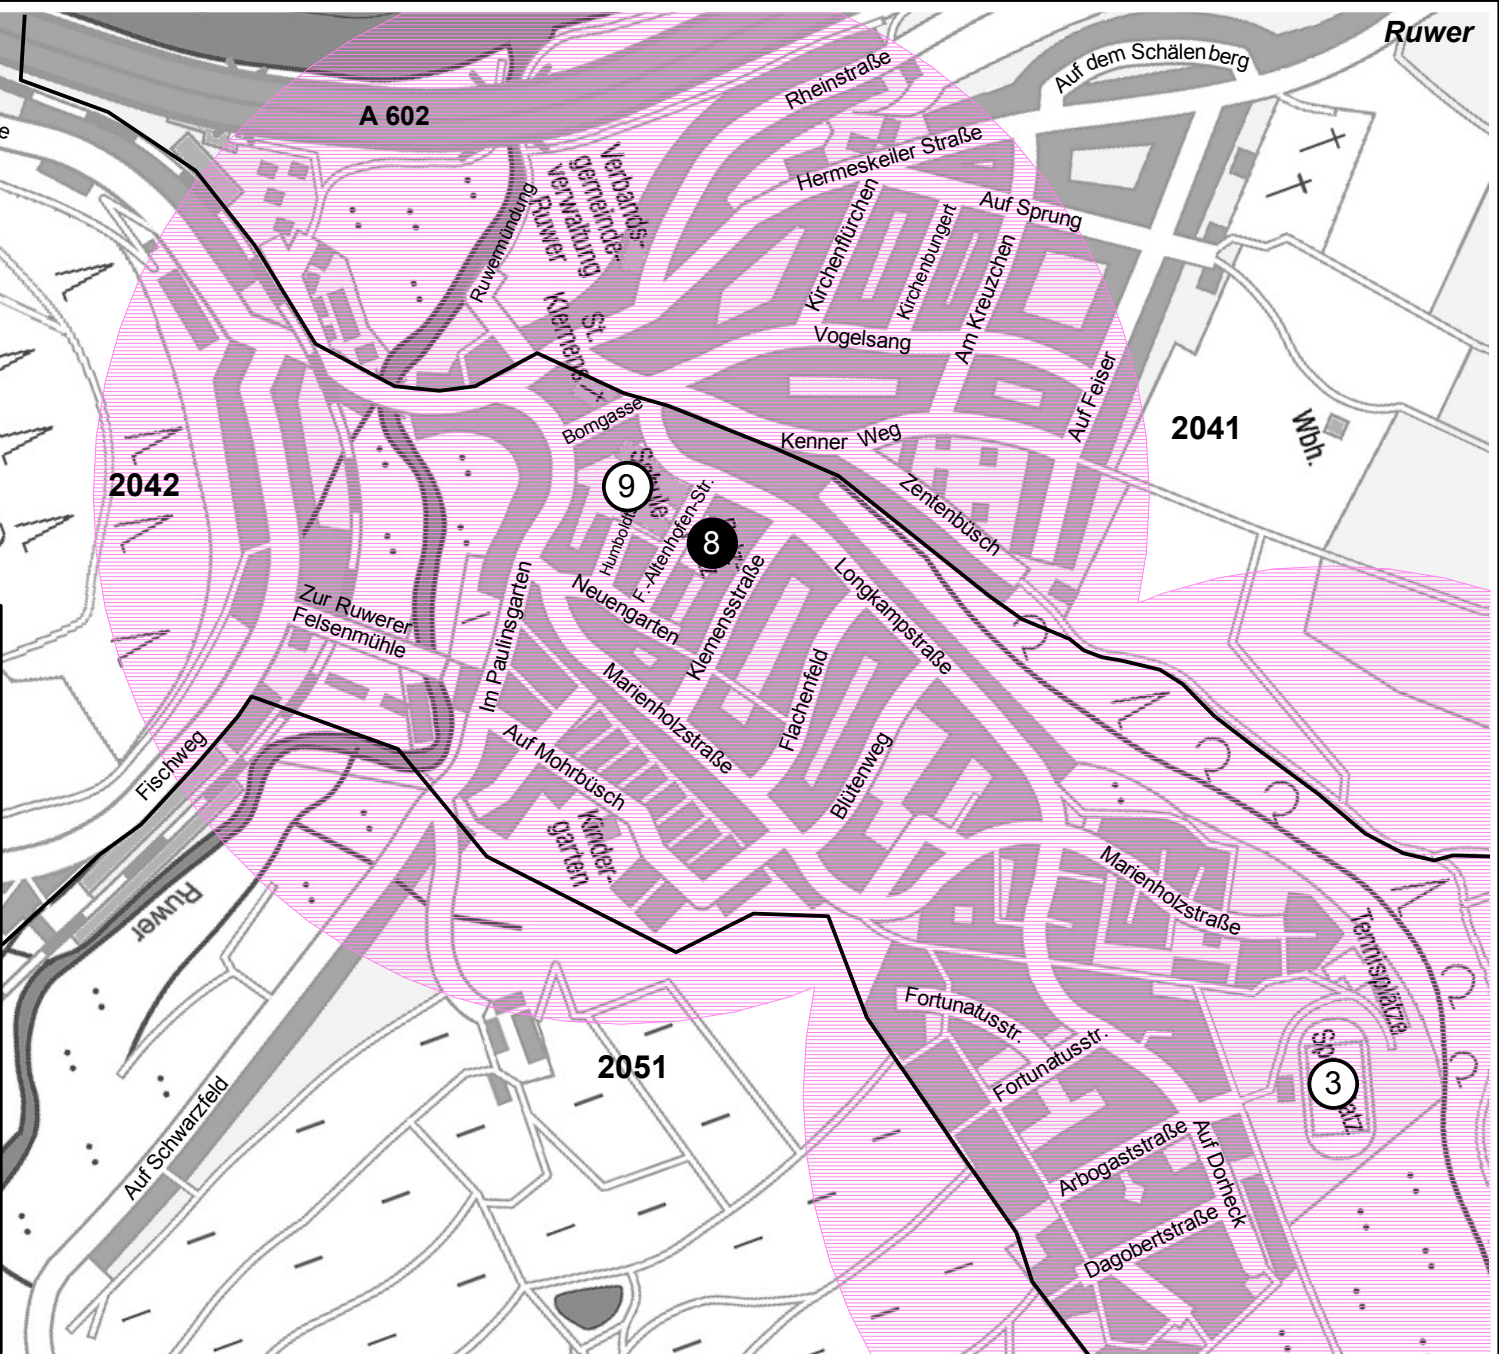 Ruwer
Auf dem Schälenberg
Rheinstraße
A 602
Hermeskeiler Straße
Verbands-
gemeinde-
verwaltung
Ruwer
Ruwermündung
Auf Sprung
Kirchenflürchen
Kirchenbungert
Am Kreuzchen
St.
Klemens
Vogelsang
Auf Feiser
Borngasse
Kenner Weg
2041
Wbh.
2042
Schule
9
Zentenbüsch
Humboldts
F.-Altenhofen-Str.
8
Longkampstraße
Neuengarten
Klemensstraße
Zur Ruwerer
Felsenmühle
Im Paulinsgarten
Marienholzstraße
Flachenfeld
Blütenweg
Auf Mohrbüsch
Fischweg
Kinder-
garten
Marienholzstraße
Ruwer
Tennisplätze
Fortunatusstr.
Fortunatusstr.
2051
3
Auf Schwarzfeld
Arbogaststraße
Auf Dorheck
Dagobertstraße